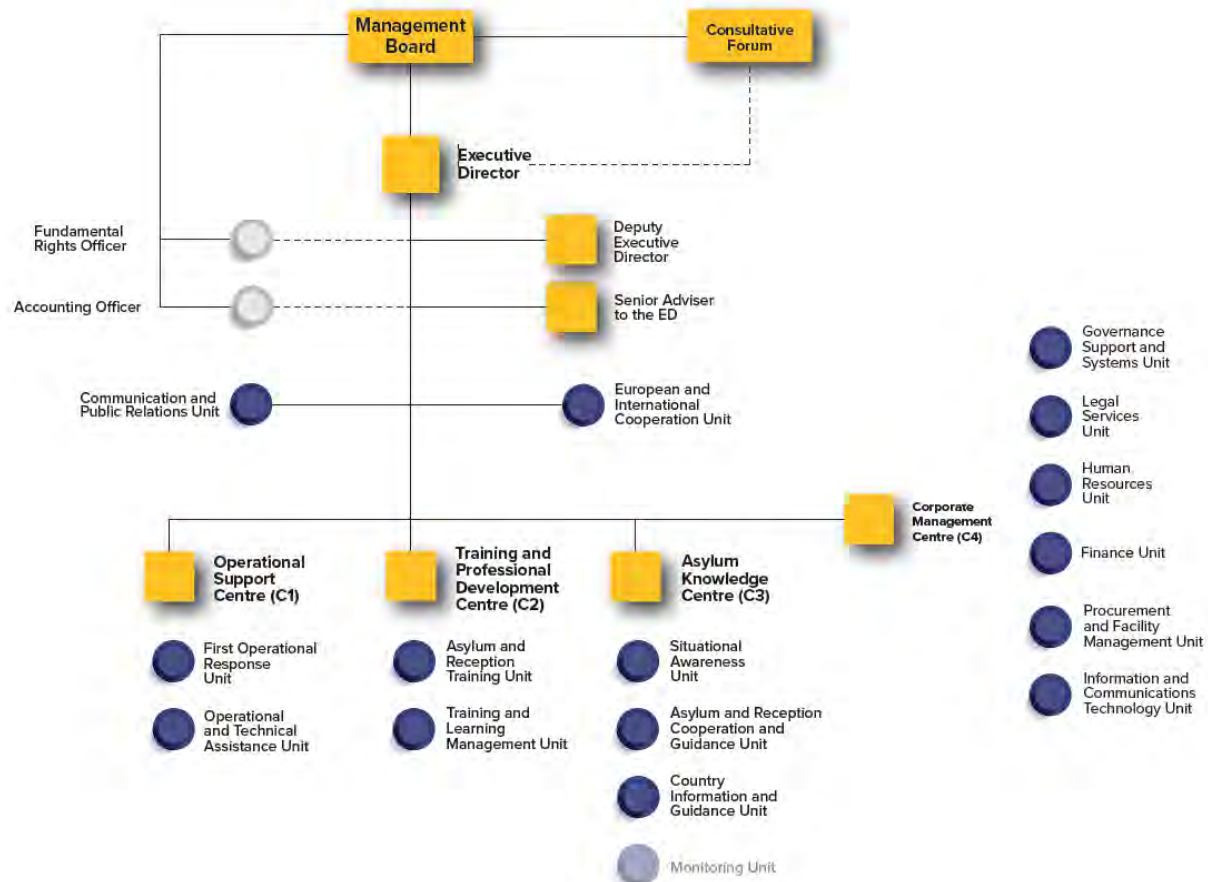 Management
Board
Consultative
Forum
Executive
Director
Fundamental
Rights Officer
Deputy
Executive
Director
Accounting Officer
Senior Adviser
to the ED
Communication and
Public Relations Unit
European and
International
Cooperation Unit
Operational
Support
Centre (C1)
First Operational
Response
Unit
Operational
and Technical
Assistance Unit
Training and
Professional
Development
Centre (C2)
Asylum and
Reception
Training Unit
Training and
Learning
Management Unit
Asylum
Knowledge
Centre (C3)
Situational
Awareness
Unit
Asylum and Reception
Cooperation and
Guidance Unit
Country
Information and
Guidance Unit
Monitoring Unit
Corporate
Management
Centre (C4)
Governance
Support and
Systems Unit
Legal
Services
Unit
Human
Resources
Unit
Finance Unit
Procurement
and Facility
Management Unit
Information and
Communications
Technology Unit